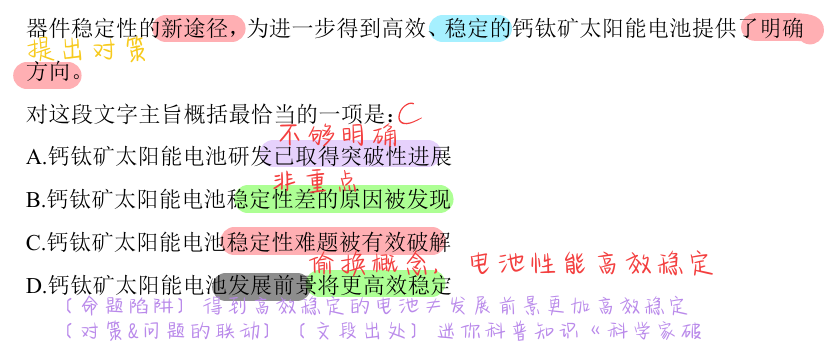 器件稳定性的新途径，为进一步得到高效、稳定的钙钛矿太阳能电池提供了明确
提出对策
方向。
对这段文字主旨概括最恰当的一项是：C
不够明确
A.钙钛矿太阳能电池研发已取得突破性进展
非重点
B.钙钛矿太阳能电池稳定性差的原因被发现
C.钙钛矿太阳能电池稳定性难题被有效破解
偷换概念，电池性能高效稳定
D.钙钛矿太阳能电池发展前景将更高效稳定
〔命题陷阱〕得到高效稳定的电池≠发展前景更加高效稳定
〔对策&问题的联动〕〔文段出处〕迷你科普知识《科学家破